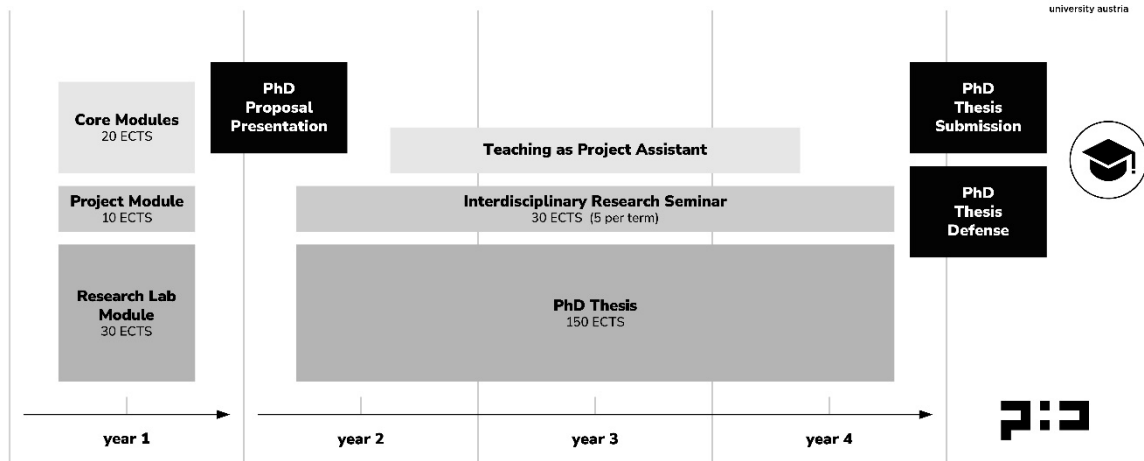 university austria
Core Modules
20 ECTS
Project Module
10 ECTS
Research Lab
Module
30 ECTS
PhD
Proposal
Presentation
Teaching as Project Assistant
Interdisciplinary Research Seminar
30 ECTS (5 per term)
PhD Thesis
150 ECTS
PhD
Thesis
Submission
PhD
Thesis
Defense
year 1
year 2
year 3
year 4